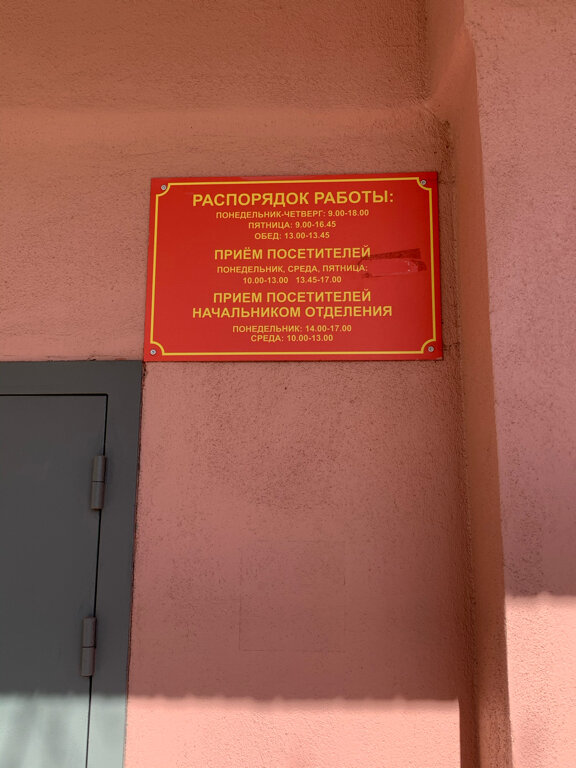 РАСПОРЯДОК РАБОТЫ:
ПОНЕДЕЛЬНИК-ЧЕТВЕРГ: 9.00-18.00
ПЯТНИЦА: 9.00-16.45
ОБЕД: 13.00-13.45
ПРИЁМ ПОСЕТИТЕЛЕЙ
ПОНЕДЕЛЬНИК, СРЕДА, ПЯТНИЦА:
10.00-13.00 13.45-17.00
ПРИЕМ ПОСЕТИТЕЛЕЙ
НАЧАЛЬНИКОМ ОТДЕЛЕНИЯ
ПОНЕДЕЛЬНИК: 14.00-17.00
СРЕДА: 10.00-13.00